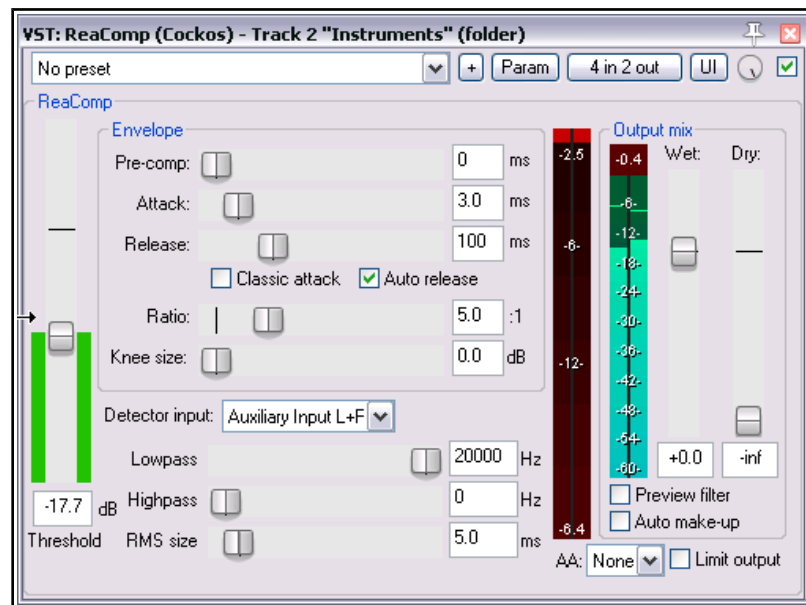 VST: ReaComp (Cockos) - Track 2 "Instruments" (folder)
No preset + Param 4 in 2 out UI
ReaComp
Envelope
Pre-comp: 0 ms
Attack: 3.0 ms
Release: 100 ms
Classic attack Auto release
Ratio: 5.0 :1
Knee size: 0.0 dB
Detector input: Auxiliary Input L+F
Lowpass 20000 Hz
Highpass 0 Hz
RMS size 5.0 ms
-17.7 dB
Threshold
-2.5
-6-
-12-
-6.4
Output mix
Wet: Dry:
-0.4
-6-
-12-
-18-
-24-
-30-
-36-
-42-
-48-
-54-
-60-
+0.0 -inf
Preview filter
Auto make-up
AA: None Limit output